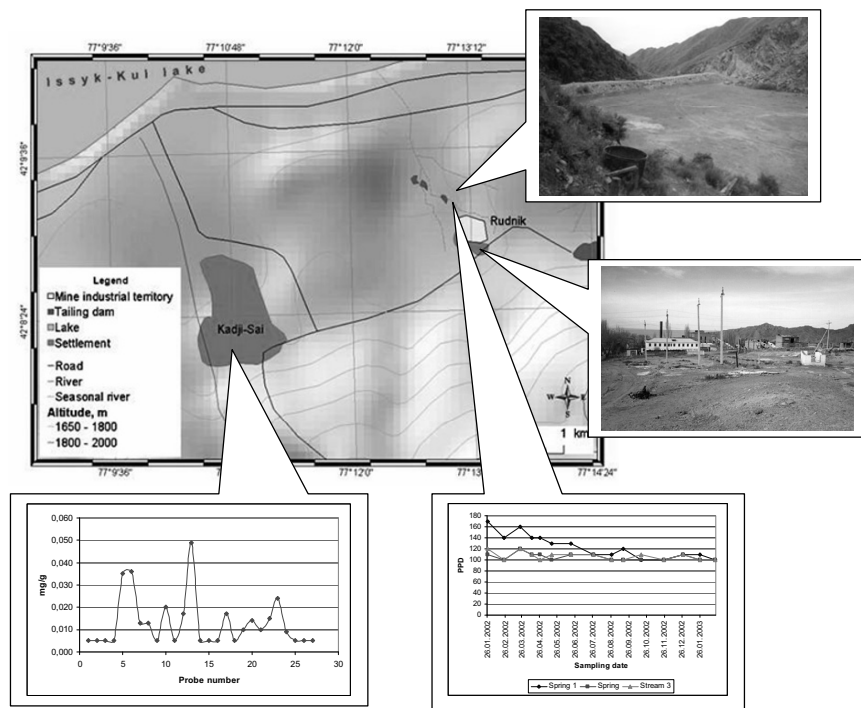 77°9'36" 77°10'48" 77°12'0" 77°13'12"
Issyk-Kul lake
42°9'36"
42°9'36"
Rudnik
Legend
Mine industrial territory
Tailing dam
Lake
Settlement
Road
River
Seasonal river
Altitude, m
1650 - 1800
1800 - 2000
42°8'24"
Kadji-Sai
N
W E
S
1 km
77°9'36" 77°12'0" 77°14'24"
0,060
0,050
0,040
0,030
0,020
0,010
0,000
mg/g
0 5 10 15 20 25 30
Probe number
180
160
140
120
100
80
60
40
20
0
PPD
26.01.2002
26.02.2002
26.03.2002
26.04.2002
26.05.2002
26.06.2002
26.07.2002
26.08.2002
26.09.2002
26.10.2002
26.11.2002
26.12.2002
26.01.2003
Sampling date
Spring 1 Spring Stream 3